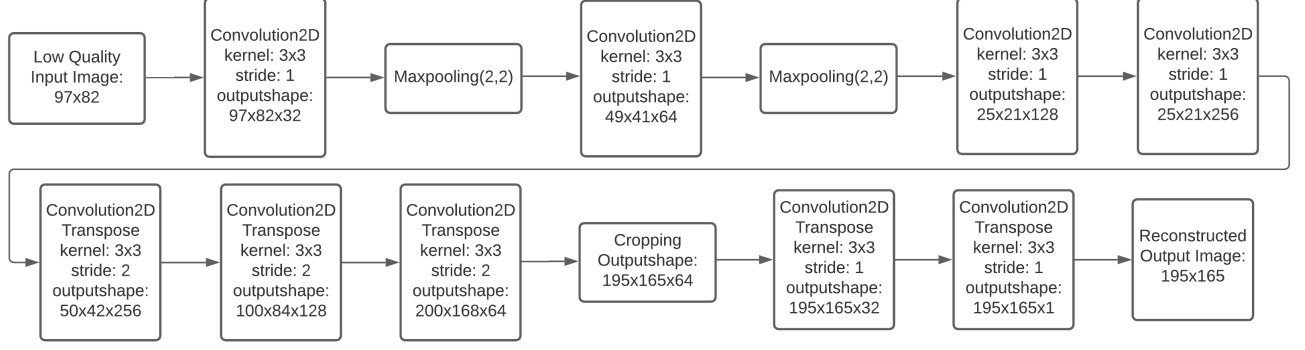 Low Quality
Input Image:
97x82
Convolution2D
kernel: 3x3
stride: 1
outputshape:
97x82x32
Maxpooling(2,2)
Convolution2D
kernel: 3x3
stride: 1
outputshape:
49x41x64
Maxpooling(2,2)
Convolution2D
kernel: 3x3
stride: 1
outputshape:
25x21x128
Convolution2D
kernel: 3x3
stride: 1
outputshape:
25x21x256
Convolution2D
Transpose
kernel: 3x3
stride: 2
outputshape:
50x42x256
Convolution2D
Transpose
kernel: 3x3
stride: 2
outputshape:
100x84x128
Convolution2D
Transpose
kernel: 3x3
stride: 2
outputshape:
200x168x64
Cropping
Outputshape:
195x165x64
Convolution2D
Transpose
kernel: 3x3
stride: 1
outputshape:
195x165x32
Convolution2D
Transpose
kernel: 3x3
stride: 1
outputshape:
195x165x1
Reconstructed
Output Image:
195x165